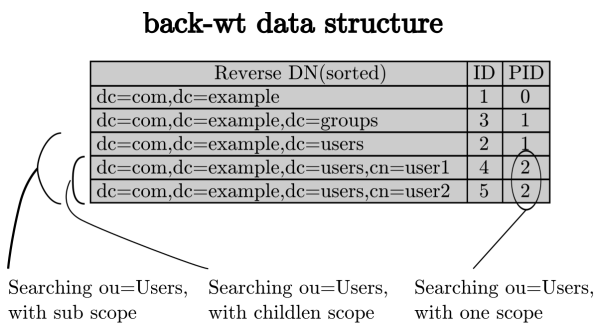 back-wt data structure
Reverse DN(sorted) ID PID
dc=com,dc=example 1 0
dc=com,dc=example,dc=groups 3 1
dc=com,dc=example,dc=users 2 1
dc=com,dc=example,dc=users,cn=user1 4 2
dc=com,dc=example,dc=users,cn=user2 5 2
Searching ou=Users,
with sub scope
Searching ou=Users,
with childlen scope
Searching ou=Users,
with one scope